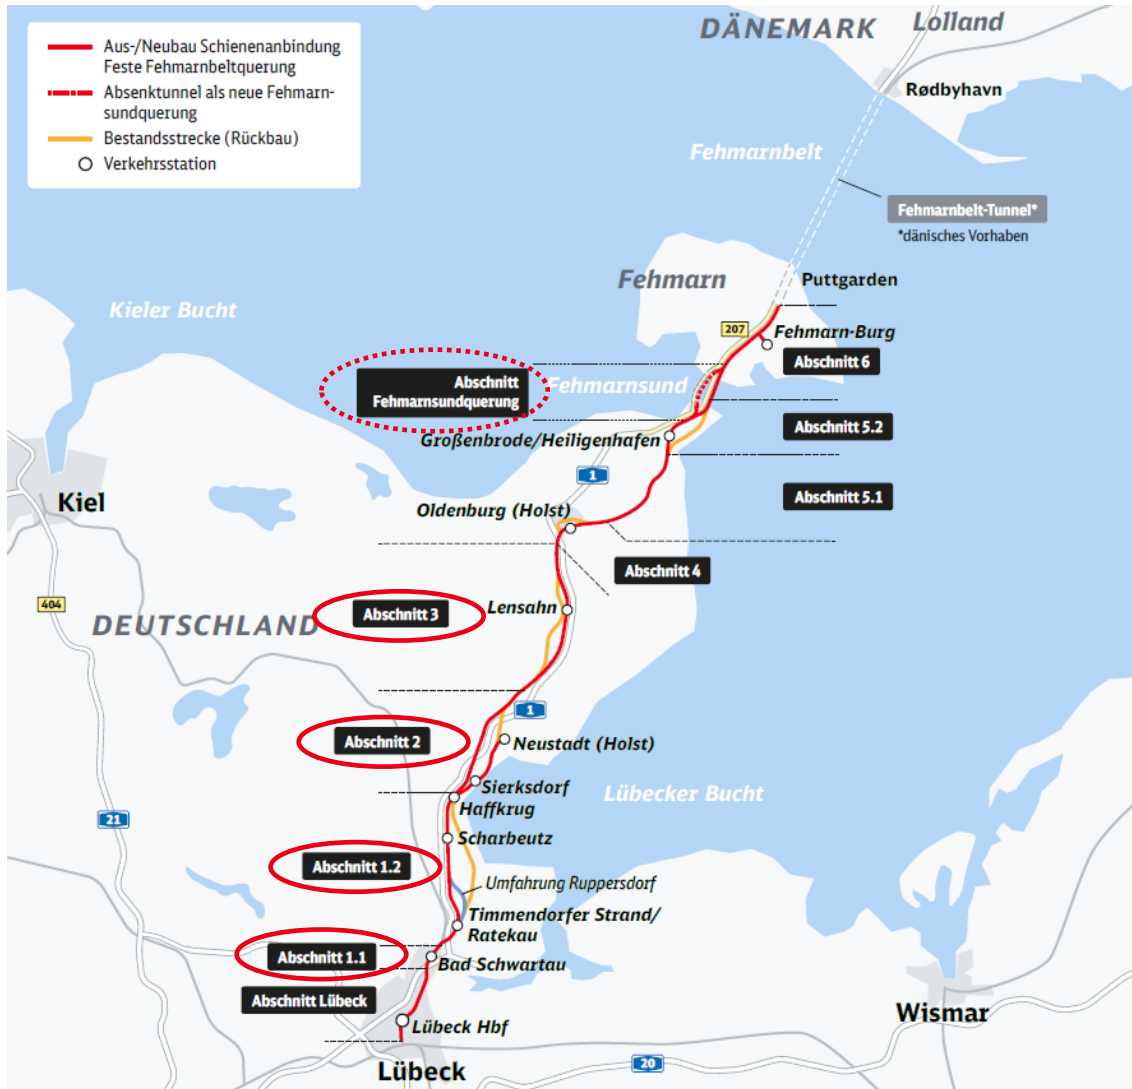 Aus-/Neubau Schienenanbindung
Feste Fehmarnbeltquerung
Absenktunnel als neue Fehmarn-
sundquerung
Bestandsstrecke (Rückbau)
Verkehrsstation
DÄNEMARK
Lolland
Rødbyhavn
Fehmarnbelt
Fehmarnbelt-Tunnel*
*dänisches Vorhaben
Fehmarn
Puttgarden
Kieler Bucht
207
Fehmarn-Burg
Abschnitt 6
Abschnitt
Fehmarnsundquerung
Fehmarnsund
Abschnitt 5.2
Großenbrode/Heiligenhafen
1
Abschnitt 5.1
Kiel
Oldenburg (Holst)
Abschnitt 4
404
Abschnitt 3
Lensahn
DEUTSCHLAND
1
Abschnitt 2
Neustadt (Holst)
Sierksdorf
Lübecker Bucht
Haffkrug
21
Scharbeutz
Abschnitt 1.2
Umfahrung Ruppersdorf
Timmendorfer Strand/
Ratekau
Abschnitt 1.1
Bad Schwartau
Abschnitt Lübeck
Wismar
Lübeck Hbf
20
Lübeck